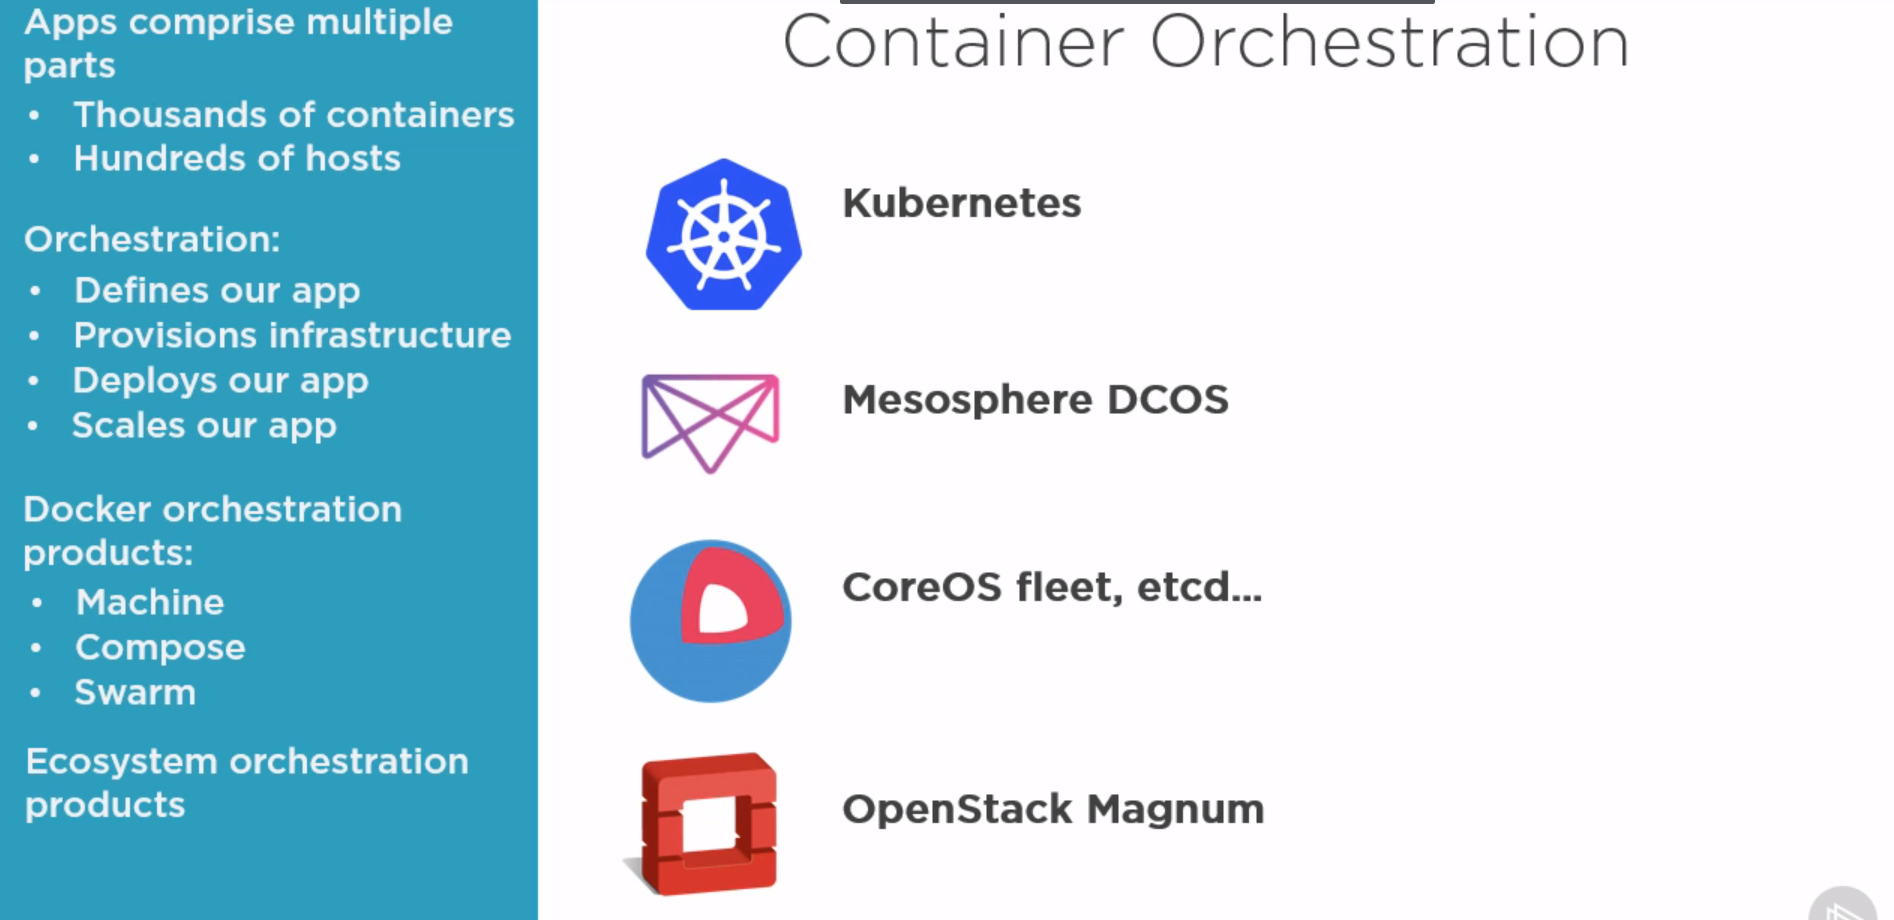 Apps comprise multiple
parts
• Thousands of containers
• Hundreds of hosts
Orchestration:
• Defines our app
• Provisions infrastructure
• Deploys our app
• Scales our app
Docker orchestration
products:
• Machine
• Compose
• Swarm
Ecosystem orchestration
products
Container Orchestration
Kubernetes
Mesosphere DCOS
CoreOS fleet, etcd...
OpenStack Magnum